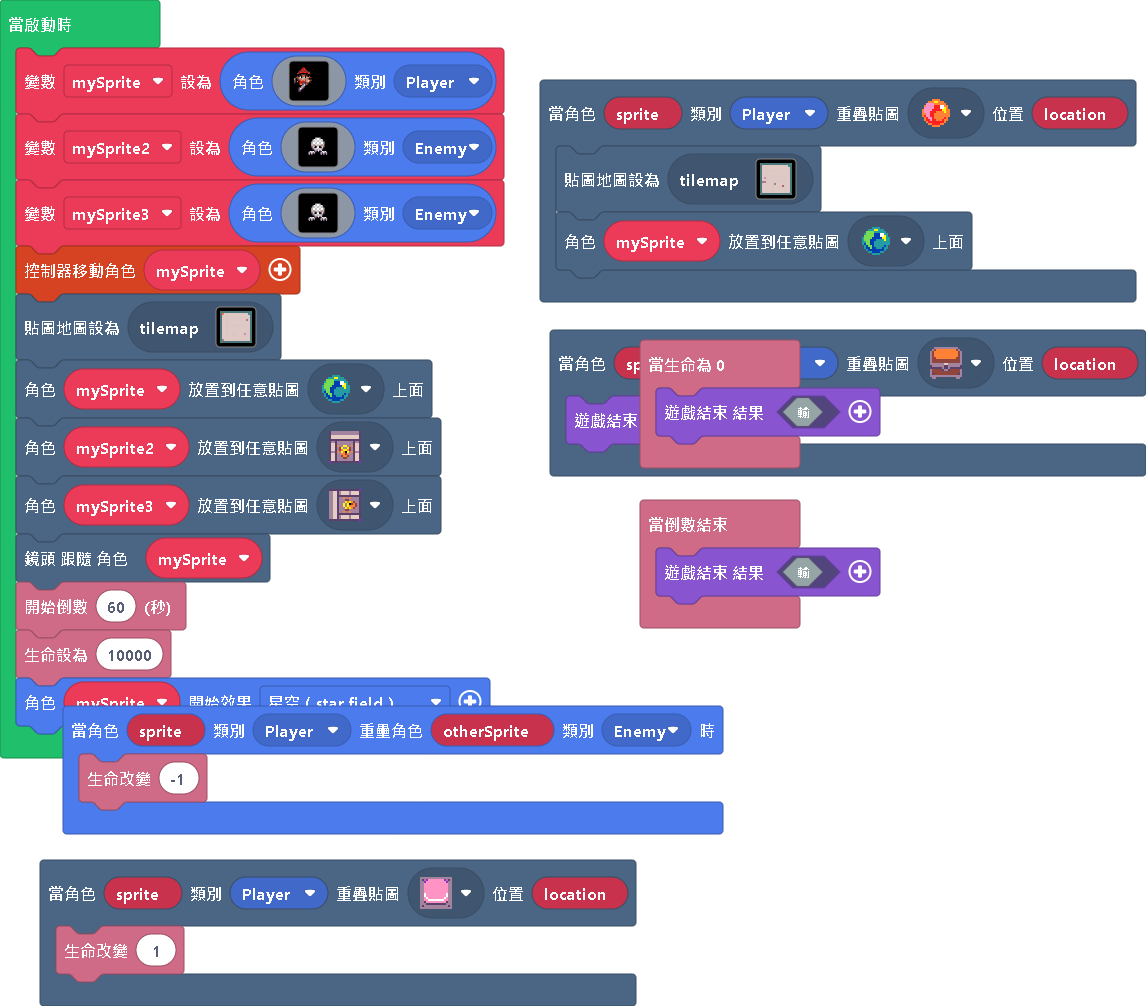 當啟動時
變數 mySprite 設為 角色 類別 Player
變數 mySprite2 設為 角色 類別 Enemy
變數 mySprite3 設為 角色 類別 Enemy
控制器移動角色 mySprite
貼圖地圖設為 tilemap
角色 mySprite 放置到任意貼圖 上面
角色 mySprite2 放置到任意貼圖 上面
角色 mySprite3 放置到任意貼圖 上面
鏡頭 跟隨 角色 mySprite
開始倒數 60 (秒)
生命設為 10000
角色 mySprite 開始效果 星空 ( star field )
當角色 sprite 類別 Player 重疊角色 otherSprite 類別 Enemy 時
生命改變 -1
當角色 sprite 類別 Player 重疊貼圖 位置 location
生命改變 1
當角色 sprite 類別 Player 重疊貼圖 位置 location
貼圖地圖設為 tilemap
角色 mySprite 放置到任意貼圖 上面
當角色 sp 重疊貼圖 位置 location
遊戲結束
當生命為 0
遊戲結束 結果 輸
當倒數結束
遊戲結束 結果 輸